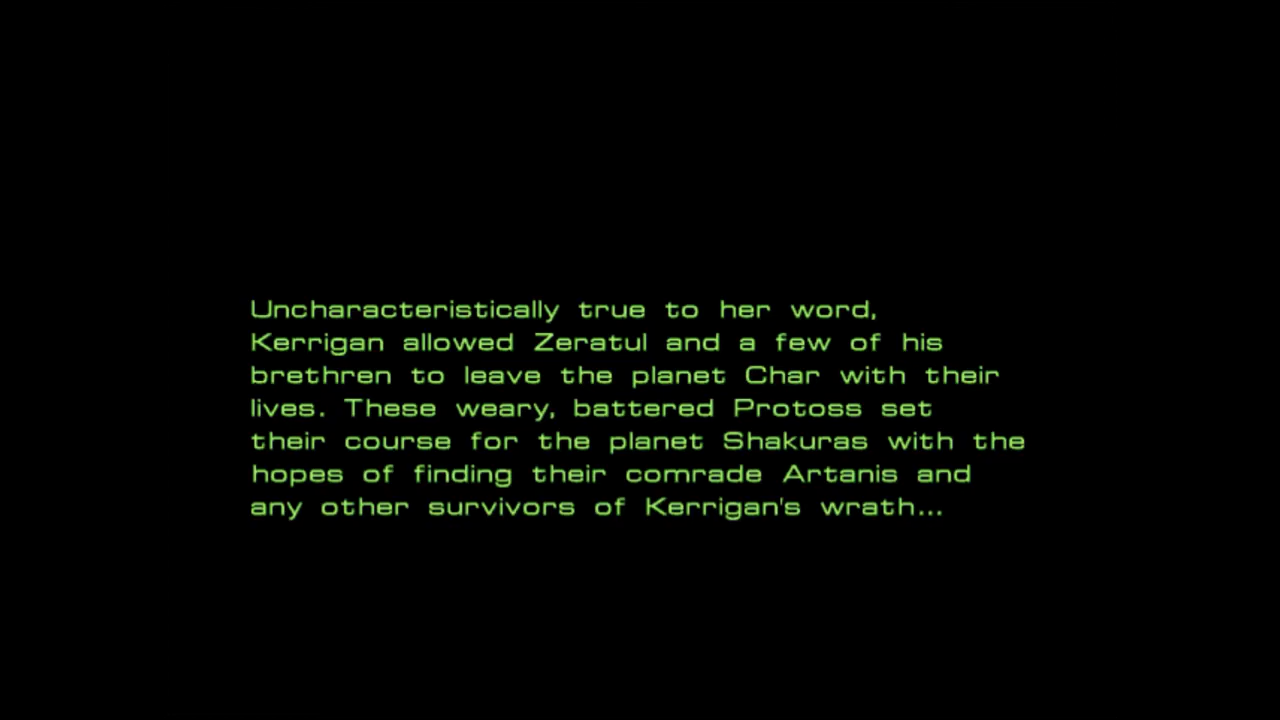 Uncharacteristically true to her word,
Kerrigan allowed Zeratul and a few of his
brethren to leave the planet Char with their
lives. These weary, battered Protoss set
their course for the planet Shakuras with the
hopes of finding their comrade Artanis and
any other survivors of Kerrigan's wrath...